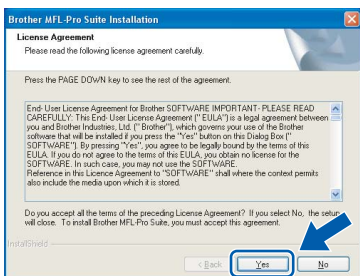 Brother MFL-Pro Suite Installation
License Agreement
Please read the following license agreement carefully.
Press the PAGE DOWN key to see the rest of the agreement.
End- User License Agreement for Brother SOFTWARE IMPORTANT- PLEASE READ
CAREFULLY: This End- User License Agreement (" EULA") is a legal agreement between
you and Brother Industries, Ltd. (" Brother"), which governs your use of the Brother
software that will be installed if you press the "Yes" button on this Dialog Box ("
SOFTWARE"). By pressing "Yes", you agree to be legally bound by the terms of this
EULA. If you do not agree to the terms of this EULA, you obtain no license for the
SOFTWARE. In such case, you may not use the SOFTWARE.
Reference in this Licence Agreement to "SOFTWARE" shall where the context permits
also include the media upon which it is stored.
Do you accept all the terms of the preceding License Agreement? If you select No, the setup
will close. To install Brother MFL-Pro Suite, you must accept this agreement.
InstallShield
< Back Yes No